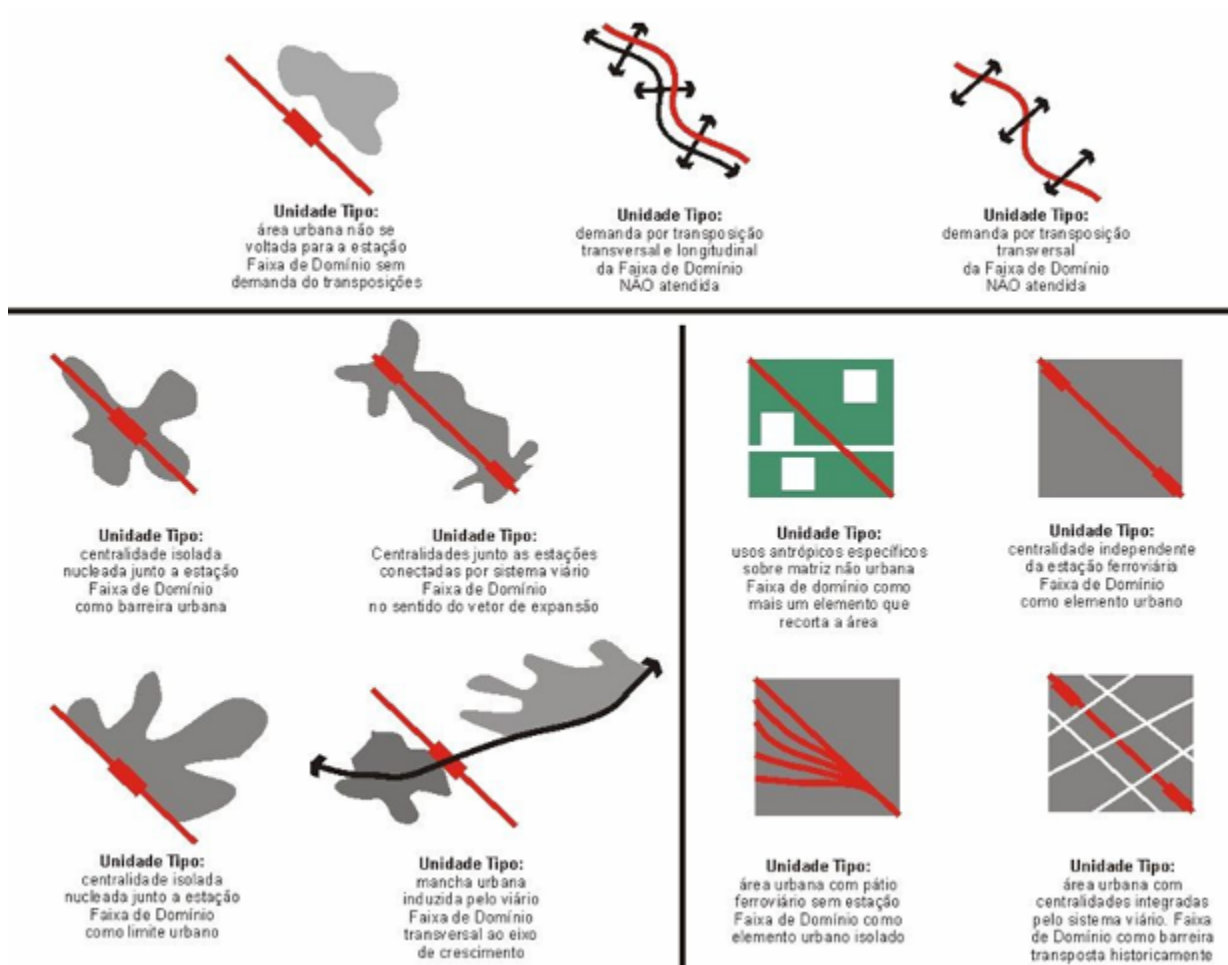 Unidade Tipo:
área urbana não se
voltada para a estação
Faixa de Domínio sem
demanda do transposições
Unidade Tipo:
demanda por transposição
transversal e longitudinal
da Faixa de Domínio
NÃO atendida
Unidade Tipo:
demanda por transposição
transversal
da Faixa de Domínio
NÃO atendida
Unidade Tipo:
centralidade isolada
nucleada junto a estação
Faixa de Domínio
como barreira urbana
Unidade Tipo:
Centralidades junto as estações
conectadas por sistema viário
Faixa de Domínio
no sentido do vetor de expansão
Unidade Tipo:
usos antrópicos específicos
sobre matriz não urbana
Faixa de domínio como
mais um elemento que
recorta a área
Unidade Tipo:
centralidade independente
da estação ferroviária
Faixa de Domínio
como elemento urbano
Unidade Tipo:
centralidade isolada
nucleada junto a estação
Faixa de Domínio
como limite urbano
Unidade Tipo:
mancha urbana
induzida pelo viário
Faixa de Domínio
transversal ao eixo
de crescimento
Unidade Tipo:
área urbana com pátio
ferroviário sem estação
Faixa de Domínio como
elemento urbano isolado
Unidade Tipo:
área urbana com
centralidades integradas
pelo sistema viário. Faixa
de Domínio como barreira
transposta historicamente